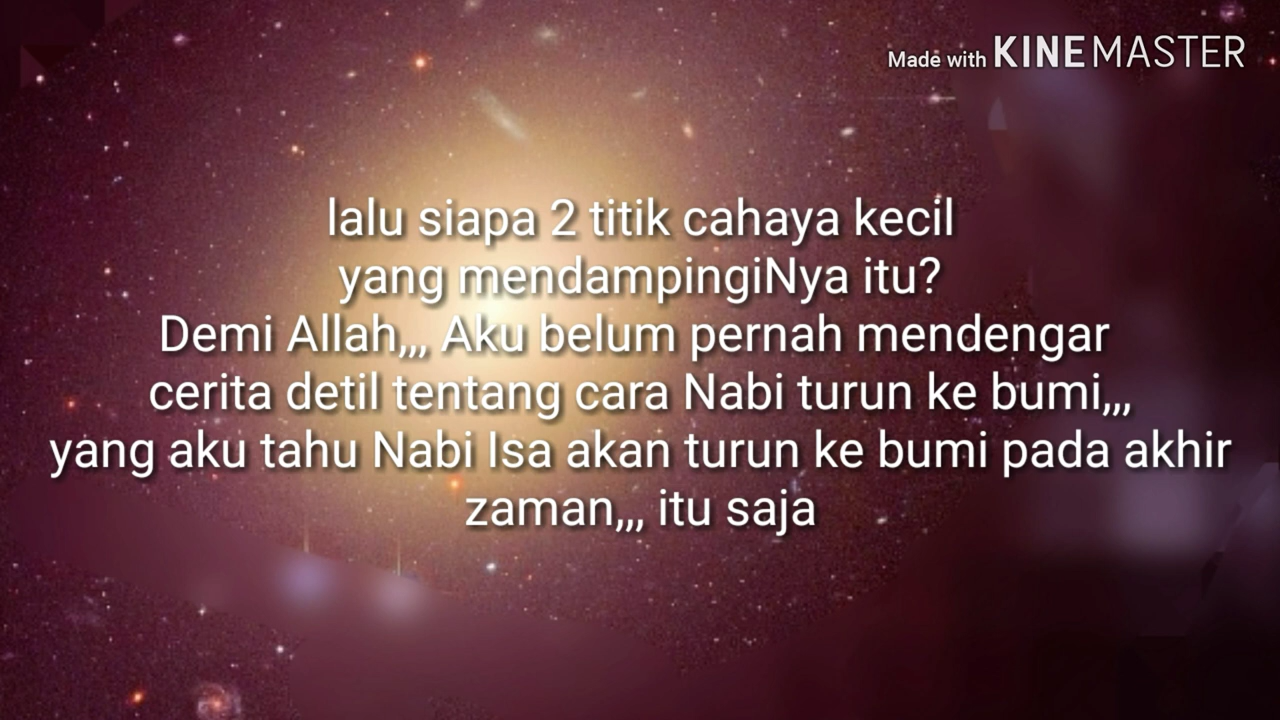 Made with KINEMASTER
lalu siapa 2 titik cahaya kecil
yang mendampingiNya itu?
Demi Allah,,, Aku belum pernah mendengar
cerita detil tentang cara Nabi turun ke bumi,,,
yang aku tahu Nabi Isa akan turun ke bumi pada akhir
zaman,,, itu saja